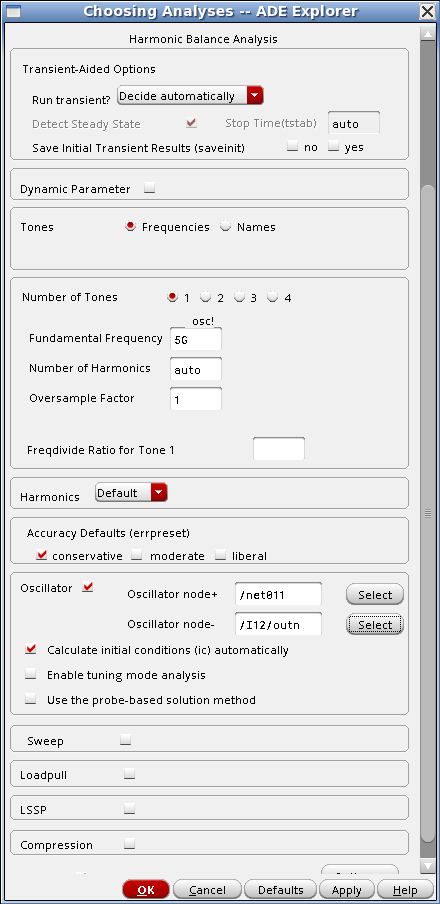 Choosing Analyses -- ADE Explorer
Harmonic Balance Analysis
Transient-Aided Options
Run transient? Decide automatically
Detect Steady State Stop Time(tstab) auto
Save Initial Transient Results (saveinit) no yes
Dynamic Parameter
Tones Frequencies Names
Number of Tones 1 2 3 4
osc!
Fundamental Frequency 5G
Number of Harmonics auto
Oversample Factor 1
Freqdivide Ratio for Tone 1
Harmonics Default
Accuracy Defaults (errpreset)
conservative moderate liberal
Oscillator Oscillator node+ /net011 Select
Oscillator node- /I12/outn Select
Calculate initial conditions (ic) automatically
Enable tuning mode analysis
Use the probe-based solution method
Sweep
Loadpull
LSSP
Compression
OK Cancel Defaults Apply Help